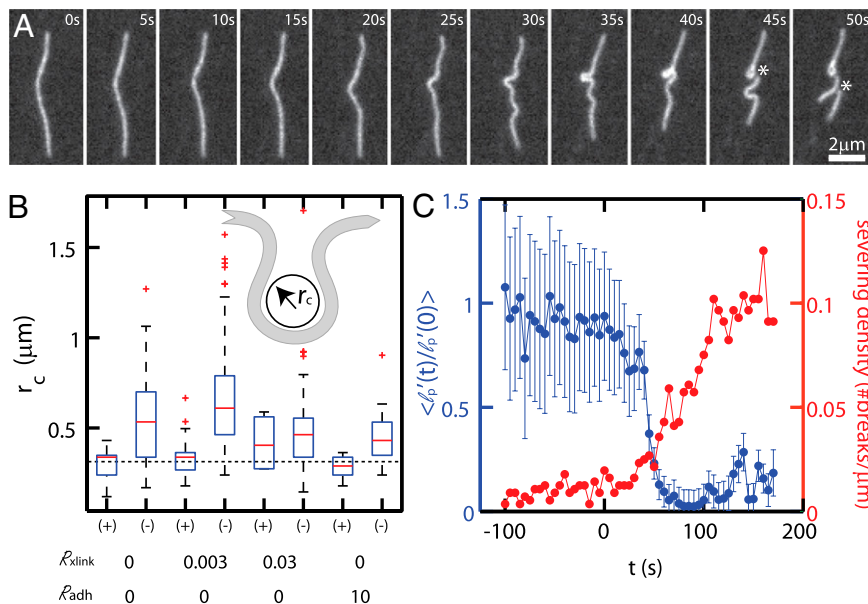 A
0s 5s 10s 15s 20s 25s 30s 35s 40s 45s 50s
*
*
2μm
B
r_c (μm)
1.5
1
0.5
r_c
(+) (-) (+) (-) (+) (-) (+) (-)
R_xlink 0 0.003 0.03 0
R_adh 0 0 0 10
C
<ℓp'(t)/ℓp'(0)>
1.5
1
0.5
0
-100 0 100 200
t (s)
0.15
0.1
0.05
0
severing density (#breaks/μm)